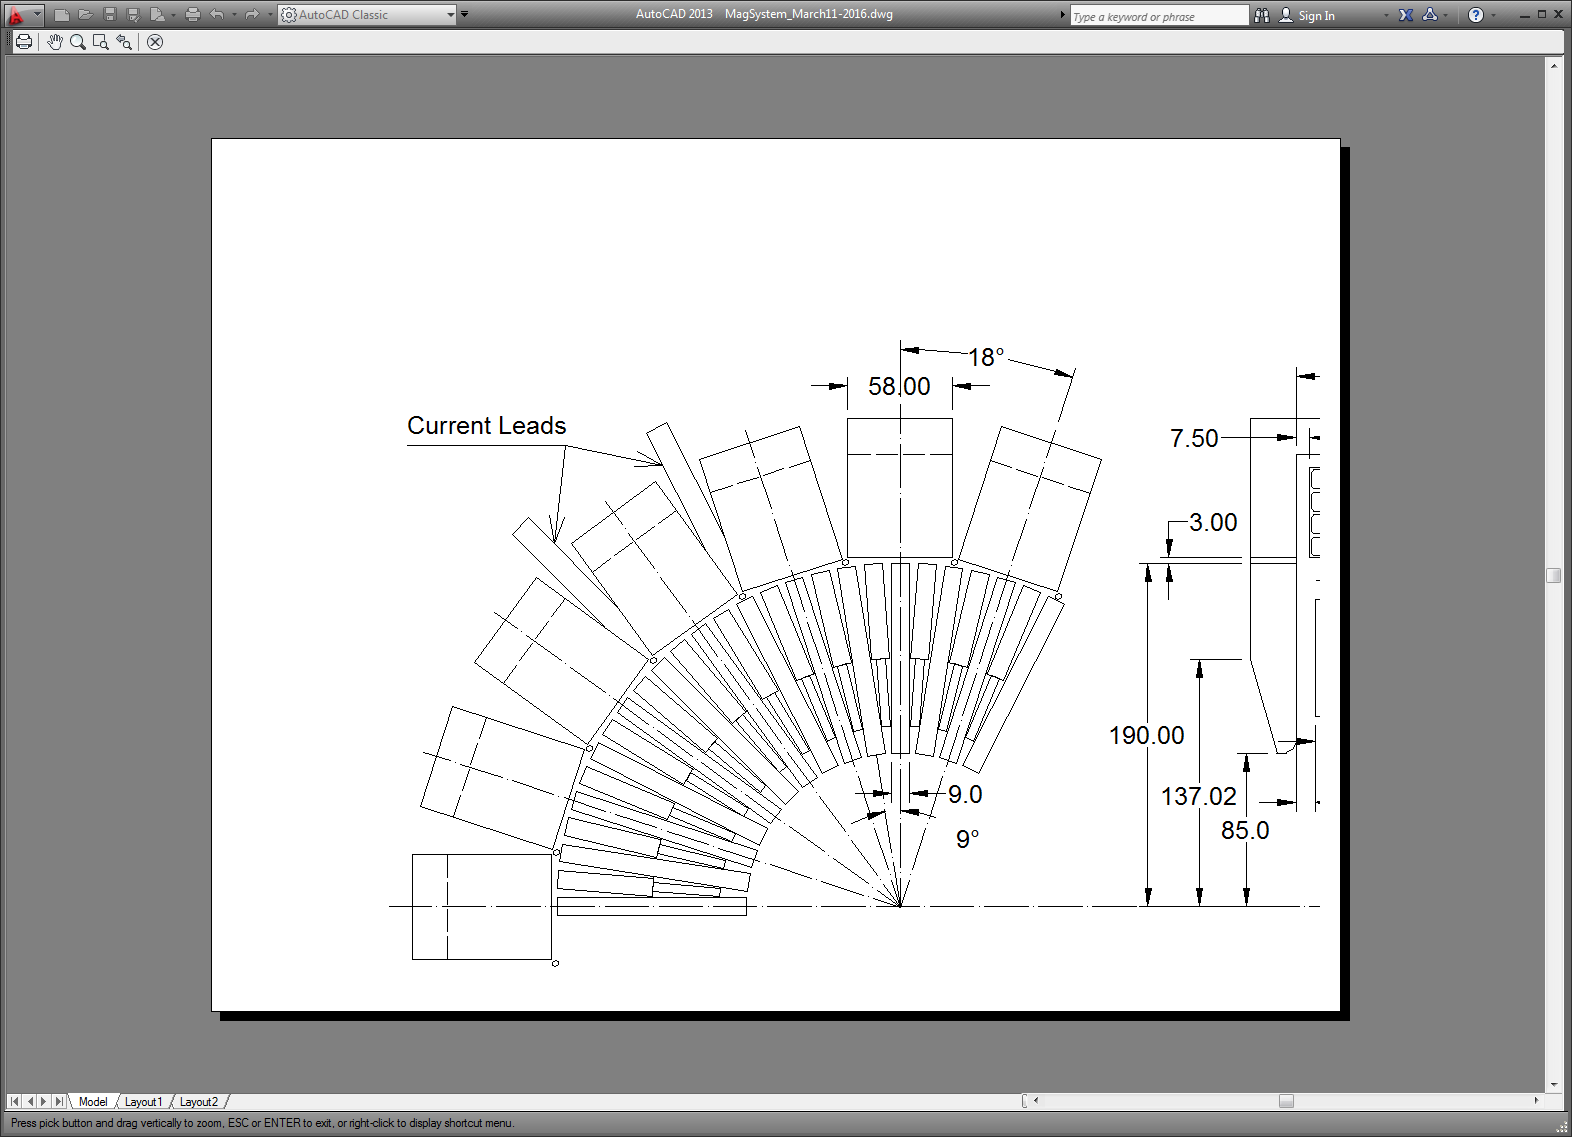 AutoCAD Classic
AutoCAD 2013 MagSystem_March11-2016.dwg
Type a keyword or phrase
Sign In
18°
58.00
Current Leads
7.50
3.00
190.00
9.0
137.02
85.0
9°
Model
Layout1
Layout2
Press pick button and drag vertically to zoom, ESC or ENTER to exit, or right-click to display shortcut menu.